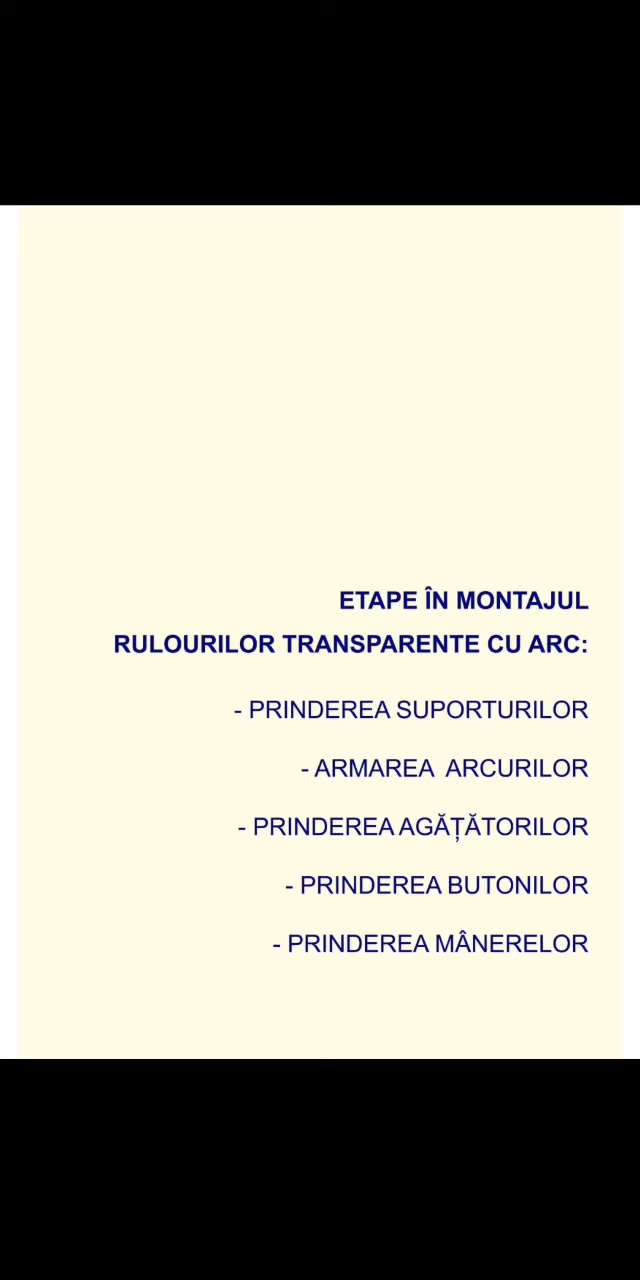 ETAPE ÎN MONTAJUL
RULOURILOR TRANSPARENTE CU ARC:
- PRINDEREA SUPORTURILOR
- ARMAREA  ARCURILOR
- PRINDEREA AGĂȚĂTORILOR
- PRINDEREA BUTONILOR
- PRINDEREA MÂNERELOR